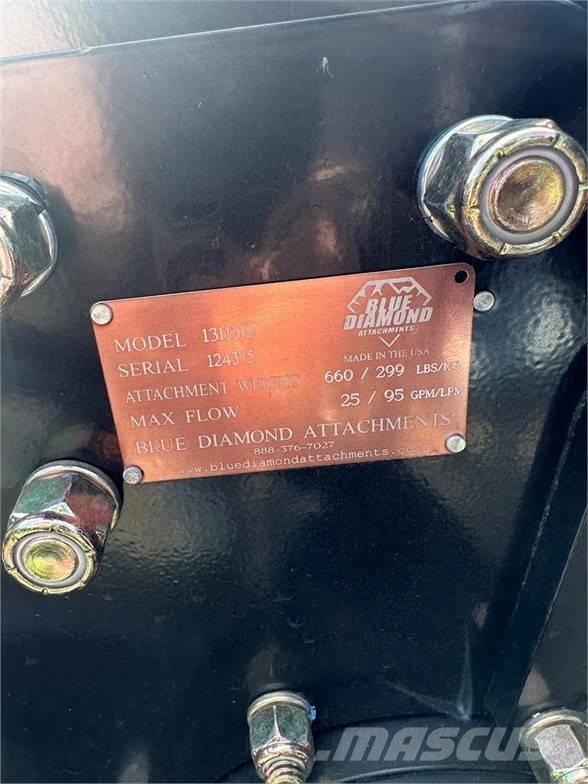 BLUE
DIAMOND
ATTACHMENTS
MADE IN THE USA
MODEL
SERIAL 124375
ATTACHMENT WEIGHT 660 / 299 LBS/KG
MAX FLOW 25 / 95 GPM/LPM
BLUE DIAMOND ATTACHMENTS
888-376-7027
www.bluediamondattachments.com
MASCUS